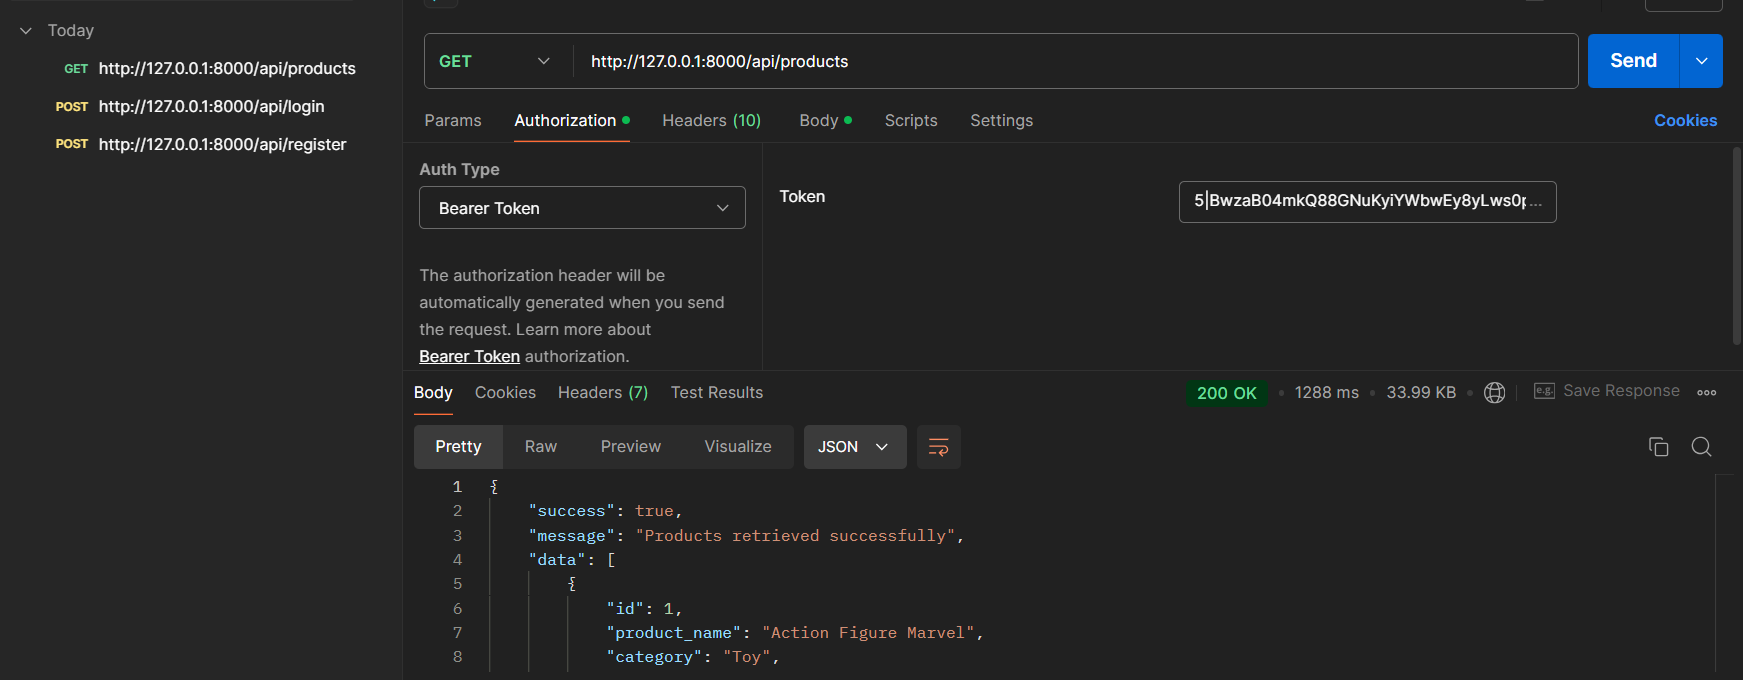 Today
GET http://127.0.0.1:8000/api/products
POST http://127.0.0.1:8000/api/login
POST http://127.0.0.1:8000/api/register
GET http://127.0.0.1:8000/api/products Send
Params Authorization Headers (10) Body Scripts Settings Cookies
Auth Type
Bearer Token
Token 5|BwzaB04mkQ88GNuKyiYWbwEy8yLws0p...
The authorization header will be
automatically generated when you send
the request. Learn more about
Bearer Token authorization.
Body Cookies Headers (7) Test Results 200 OK • 1288 ms • 33.99 KB • e.g. Save Response
Pretty Raw Preview Visualize JSON
1 {
2 "success": true,
3 "message": "Products retrieved successfully",
4 "data": [
5 {
6 "id": 1,
7 "product_name": "Action Figure Marvel",
8 "category": "Toy",